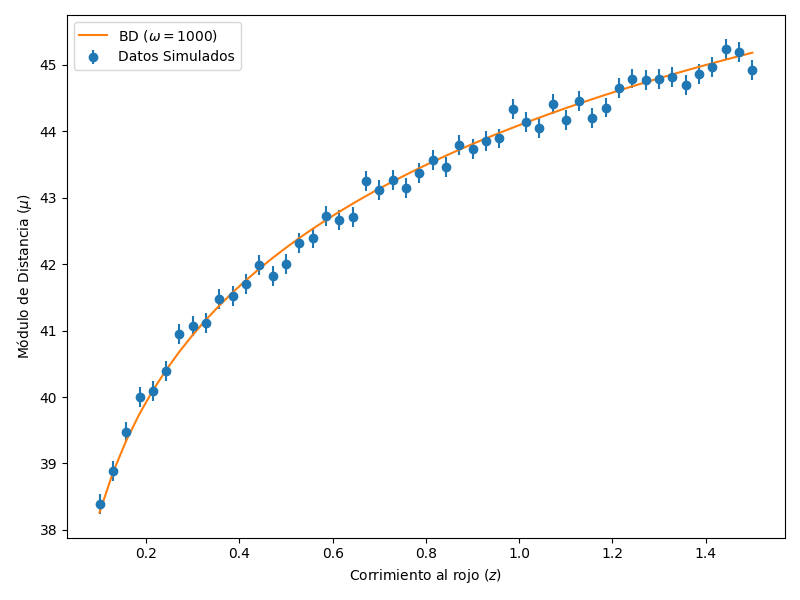 BD (ω = 1000)
Datos Simulados
Módulo de Distancia (μ)
45
44
43
42
41
40
39
38
0.2 0.4 0.6 0.8 1.0 1.2 1.4
Corrimiento al rojo (z)